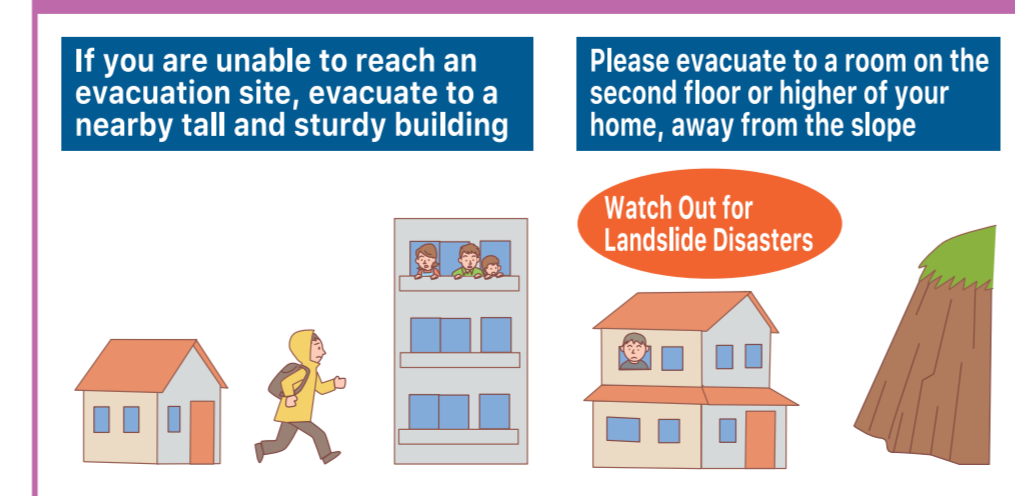 If you are unable to reach an
evacuation site, evacuate to a
nearby tall and sturdy building
Please evacuate to a room on the
second floor or higher of your
home, away from the slope
Watch Out for
Landslide Disasters